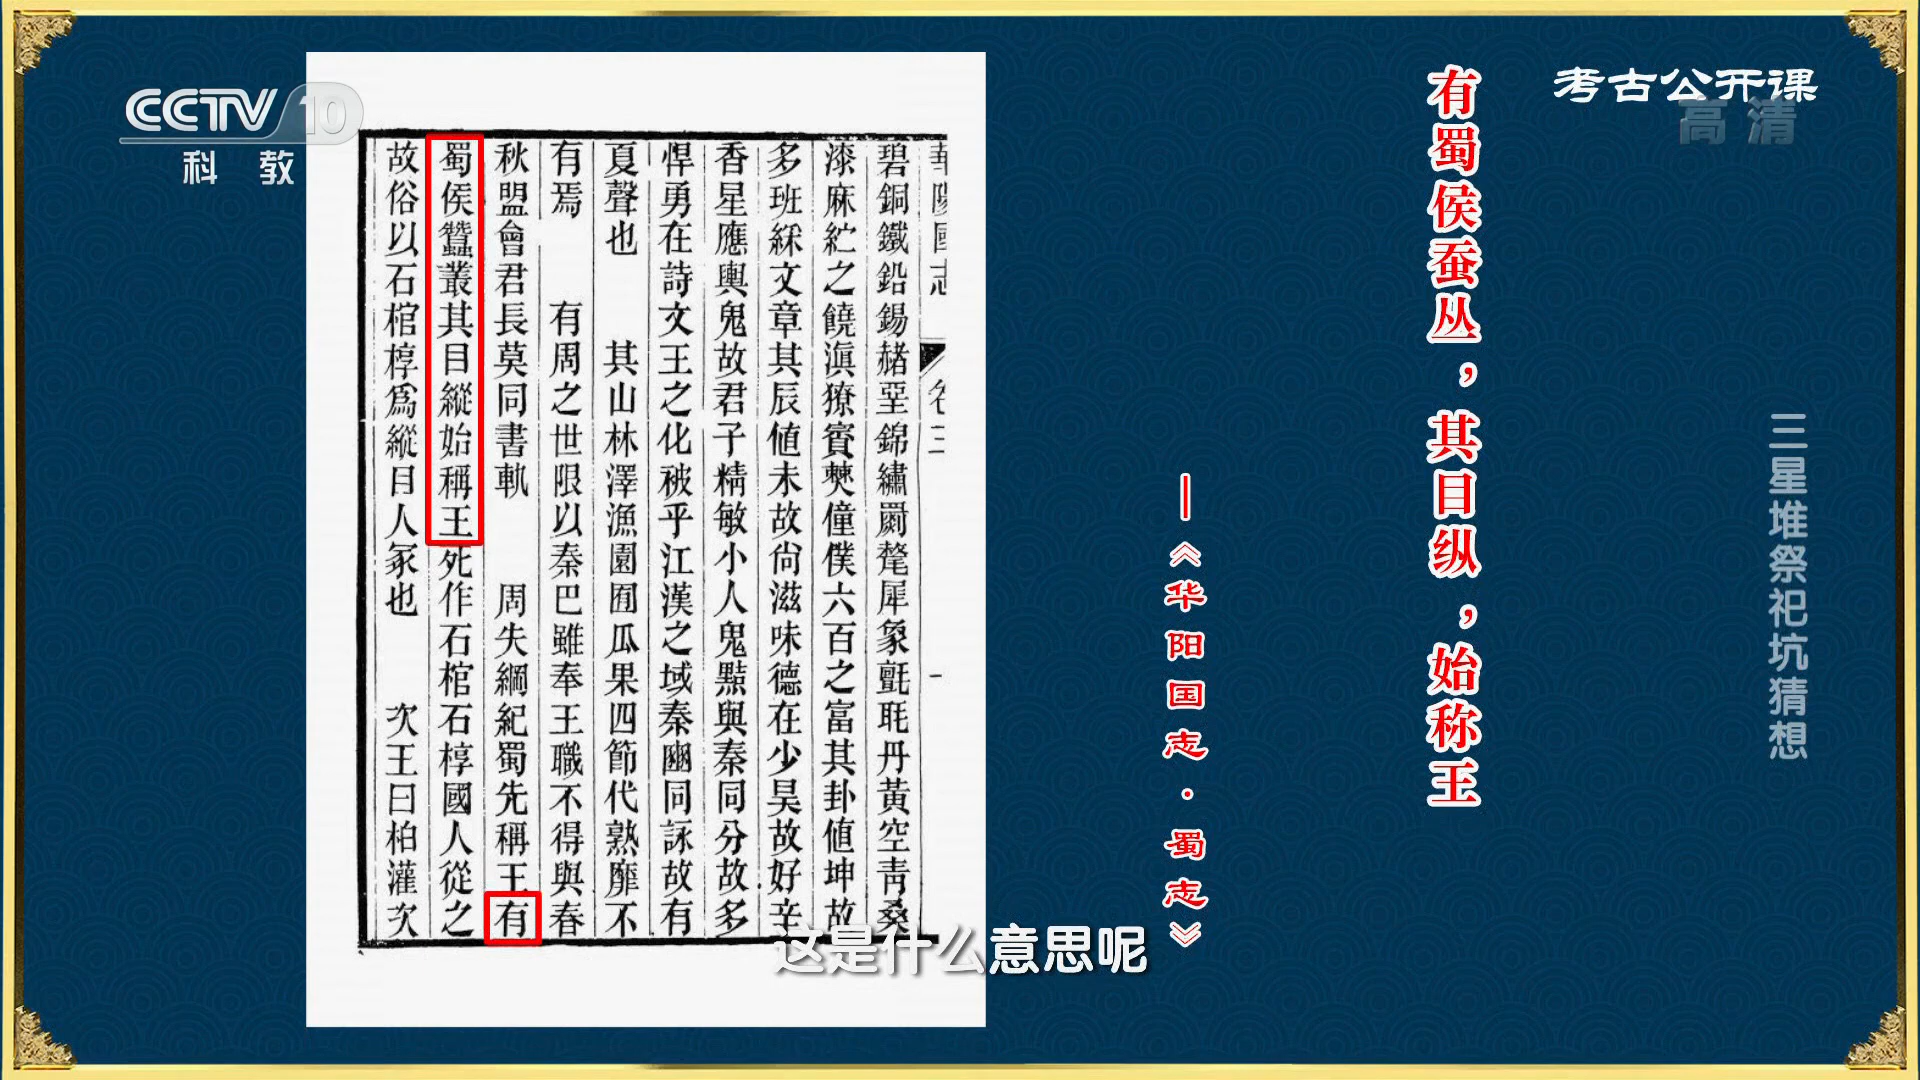 CCTV 10
科 教
考古公开课
高清
三星堆祭祀坑猜想
有蜀侯蚕丛，其目纵，始称王
—《华阳国志·蜀志》
華陽國志 卷三 一
碧銅鐵鉛錫赭堊錦繡罽氂犀象氈毦丹黃空青桑
漆麻紵之饒滇獠賨僰僮僕六百之富其卦值坤故
多班綵文章其辰值未故尚滋味德在少昊故好辛
香星應輿鬼故君子精敏小人鬼黠與秦同分故多
悍勇在詩文王之化被乎江漢之域秦豳同詠故有
夏聲也 其山林澤漁園囿瓜果四節代熟靡不
有焉 有周之世限以秦巴雖奉王職不得與春
秋盟會君長莫同書軌 周失綱紀蜀先稱王有
蜀侯蠶叢其目縱始稱王死作石棺石椁國人從之
故俗以石棺椁爲縱目人冢也 次王曰柏灌次
这是什么意思呢